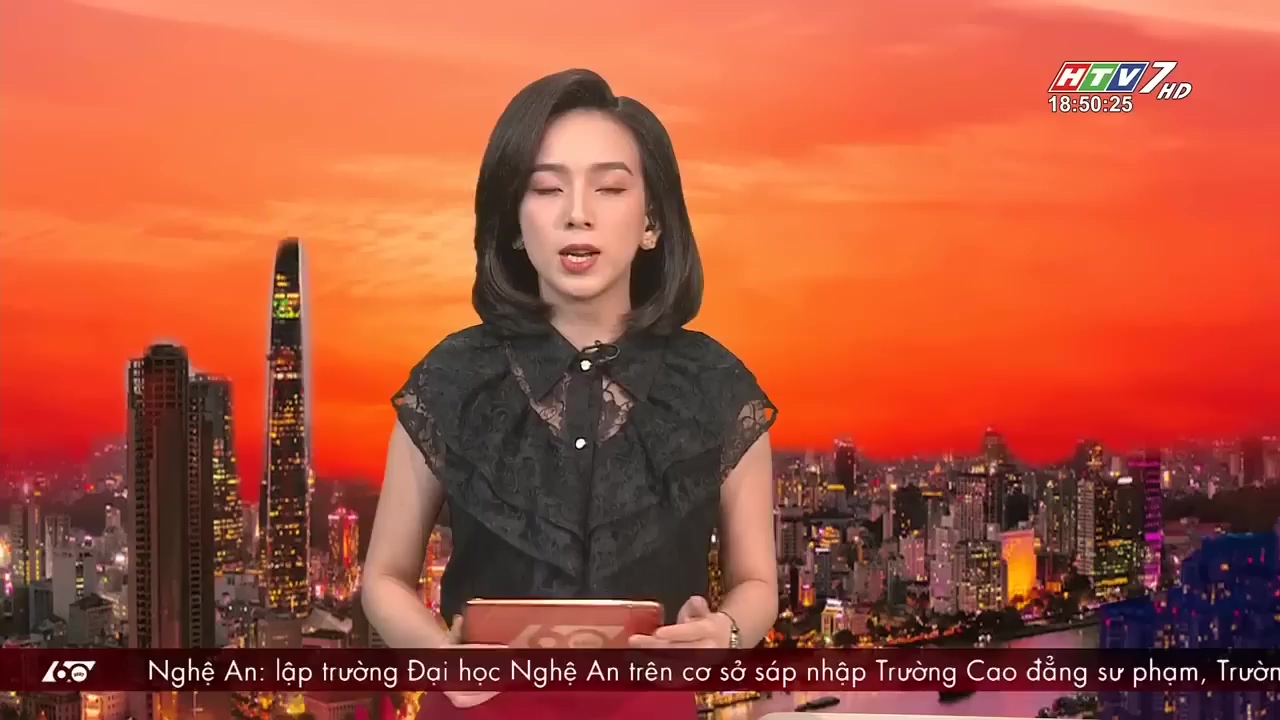 HTV7 HD
18:50:25
60
Nghệ An: lập trường Đại học Nghệ An trên cơ sở sáp nhập Trường Cao đẳng sư phạm,